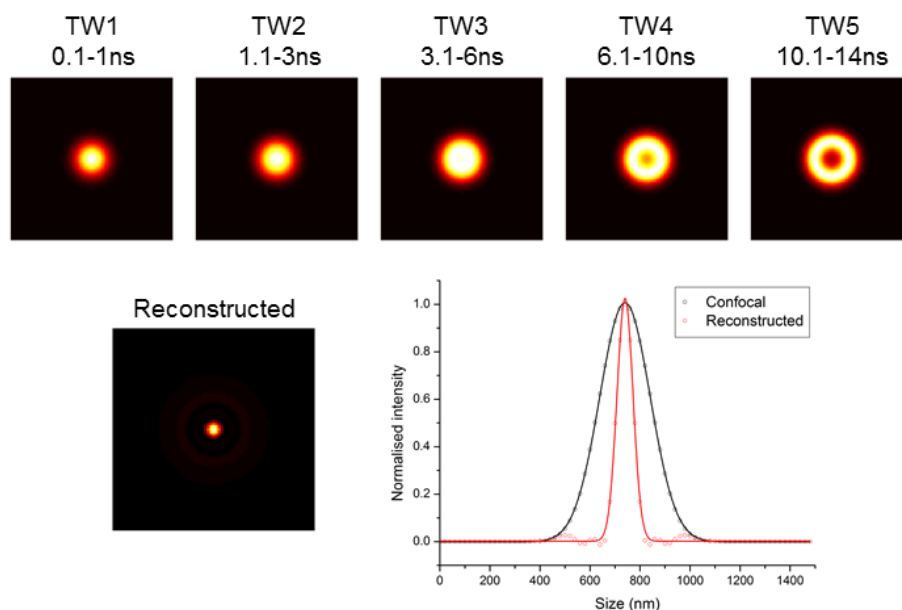 TW1
0.1-1ns
TW2
1.1-3ns
TW3
3.1-6ns
TW4
6.1-10ns
TW5
10.1-14ns
Reconstructed
Confocal
Reconstructed
Normalised intensity
1.0
0.8
0.6
0.4
0.2
0.0
0
200
400
600
800
1000
1200
1400
Size (nm)